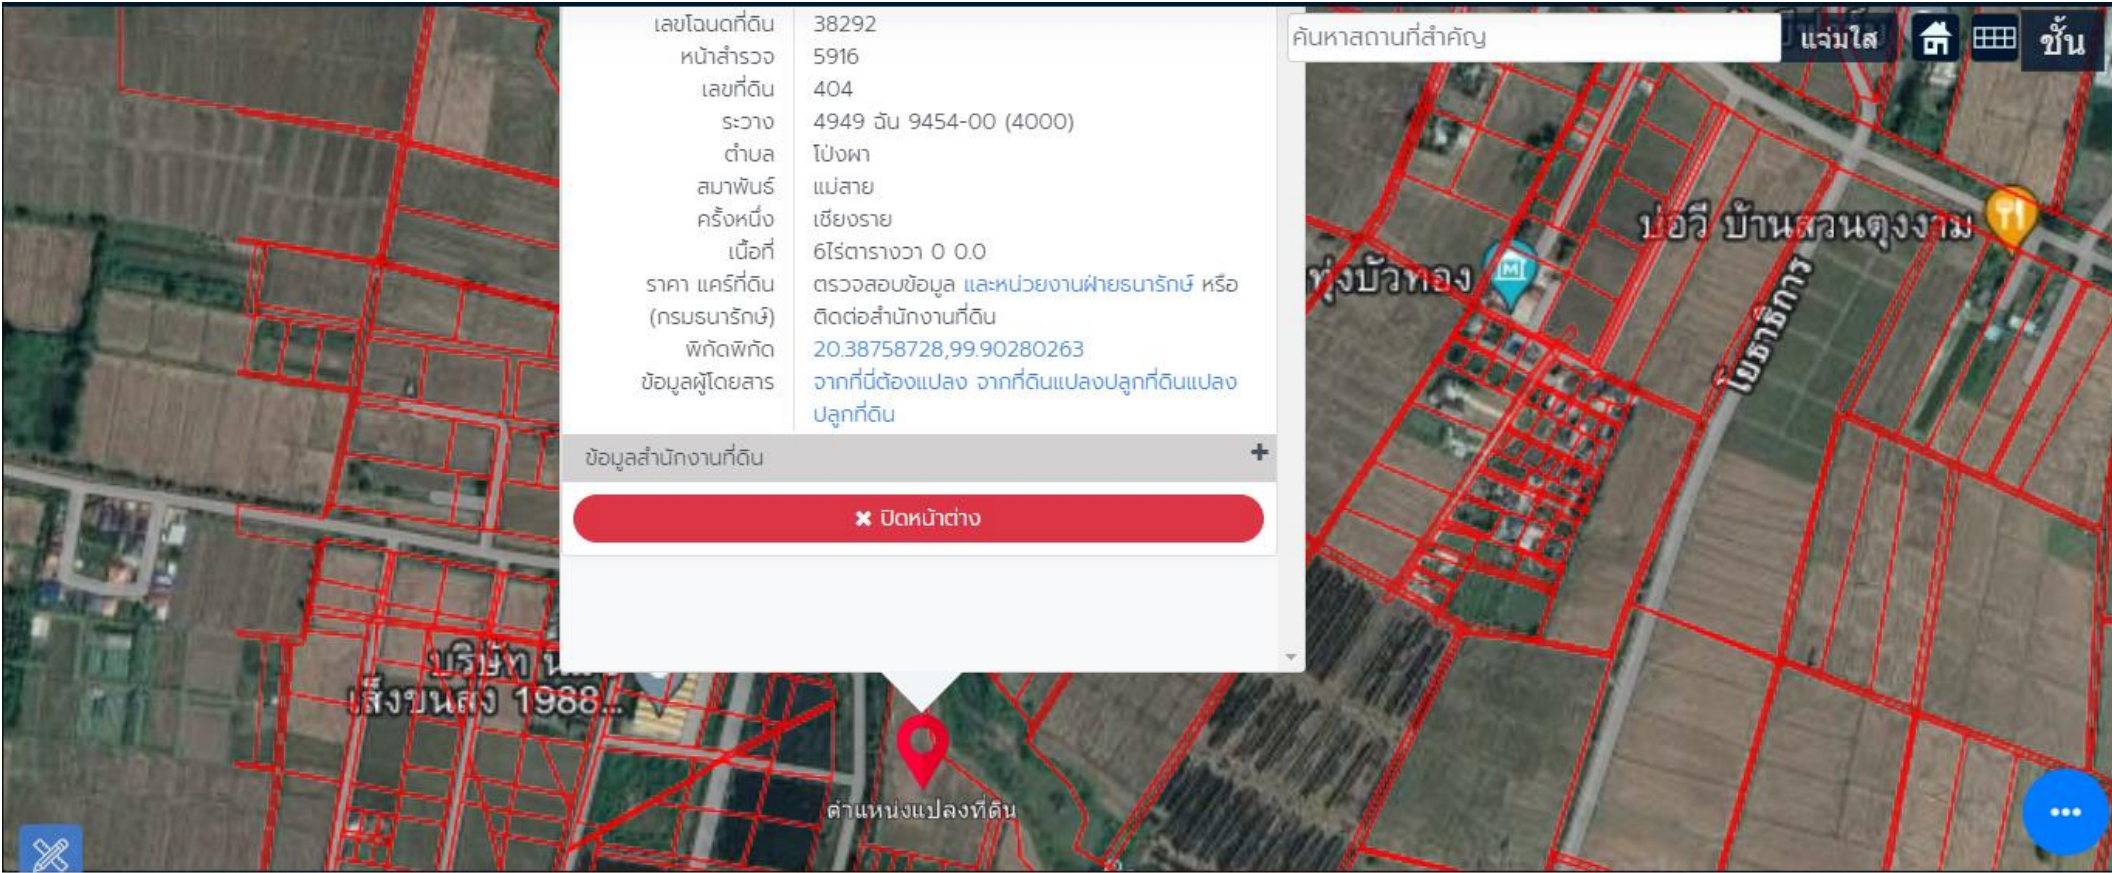 เลขโฉนดที่ดิน 38292
หน้าสำรวจ 5916
เลขที่ดิน 404
ระวาง 4949 ฉัน 9454-00 (4000)
ตำบล โป่งผา
สมาพันธ์ แม่สาย
ครั้งหนึ่ง เชียงราย
เนื้อที่ 6ไร่ตารางวา 0 0.0
ราคา แคร์ที่ดิน ตรวจสอบข้อมูล และหน่วยงานฝ่ายธนารักษ์ หรือ
(กรมธนารักษ์) ติดต่อสำนักงานที่ดิน
พิกัดพิกัด 20.38758728,99.90280263
ข้อมูลผู้โดยสาร จากที่นี่ต้องแปลง จากที่ดินแปลงปลูกที่ดินแปลง
ปลูกที่ดิน
ข้อมูลสำนักงานที่ดิน +
✖ ปิดหน้าต่าง
ค้นหาสถานที่สำคัญ
แจ่มใส
ชั้น
บ่อวี บ้านสวนตุงงาม
ทุ่งบัวทอง
โยธาธิการ
บริษัท
เส็งขนส่ง 1988...
ตำแหน่งแปลงที่ดิน